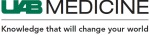 UAB MEDICINE
Knowledge that will change your world